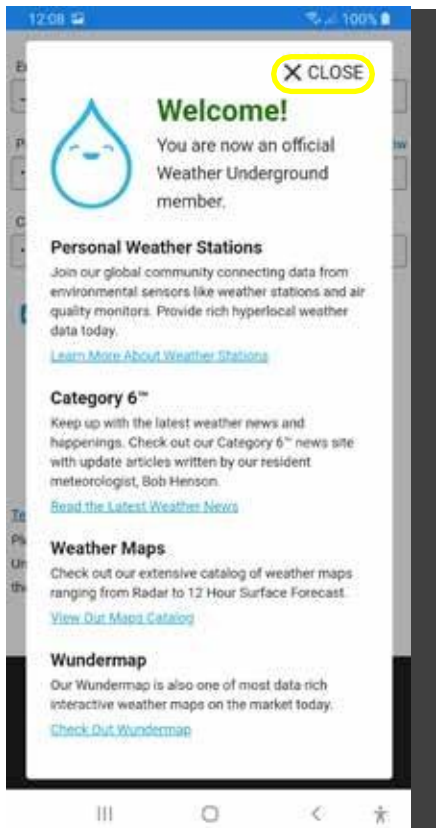 12:08 100%
× CLOSE
Welcome!
You are now an official
Weather Underground
member.
Personal Weather Stations
Join our global community connecting data from
environmental sensors like weather stations and air
quality monitors. Provide rich hyperlocal weather
data today.
Learn More About Weather Stations
Category 6™
Keep up with the latest weather news and
happenings. Check out our Category 6™ news site
with update articles written by our resident
meteorologist, Bob Henson.
Read the Latest Weather News
Weather Maps
Check out our extensive catalog of weather maps
ranging from Radar to 12 Hour Surface Forecast.
View Our Maps Catalog
Wundermap
Our Wundermap is also one of most data rich
interactive weather maps on the market today.
Check Out Wundermap